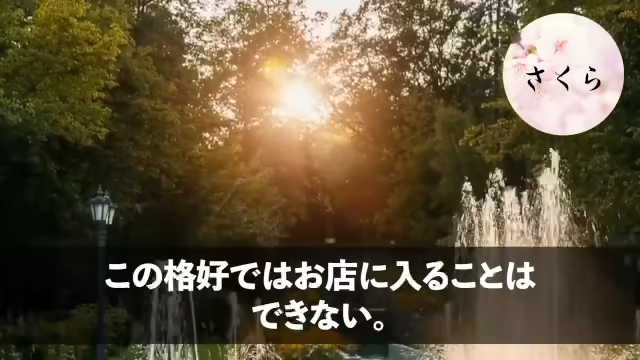 さくら
この格好ではお店に入ることは
できない。